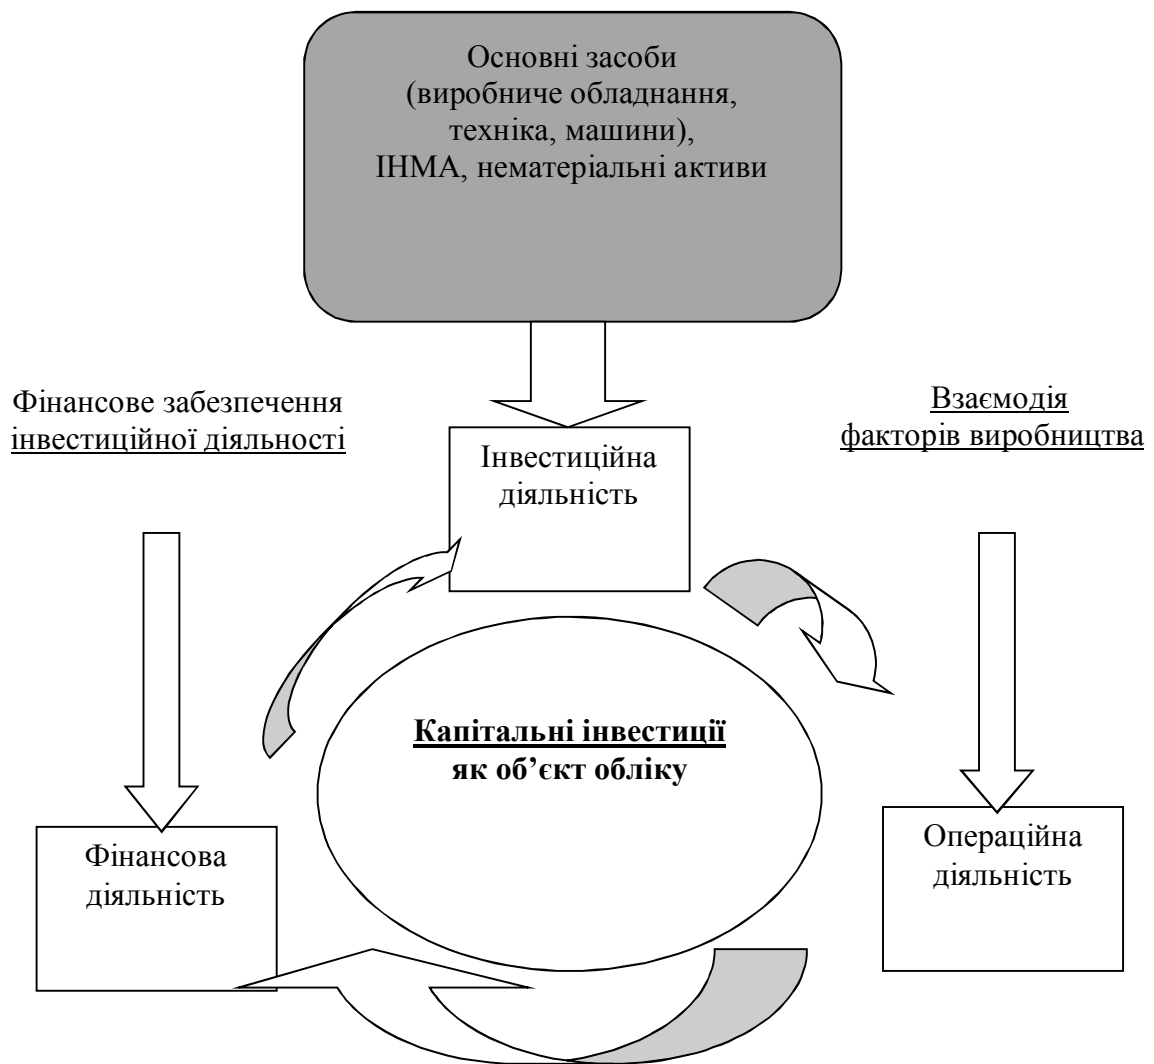 Основні засоби
(виробниче обладнання,
техніка, машини),
ІНМА, нематеріальні активи
Фінансове забезпечення
інвестиційної діяльності
Взаємодія
факторів виробництва
Інвестиційна
діяльність
Капітальні інвестиції
як об’єкт обліку
Фінансова
діяльність
Операційна
діяльність